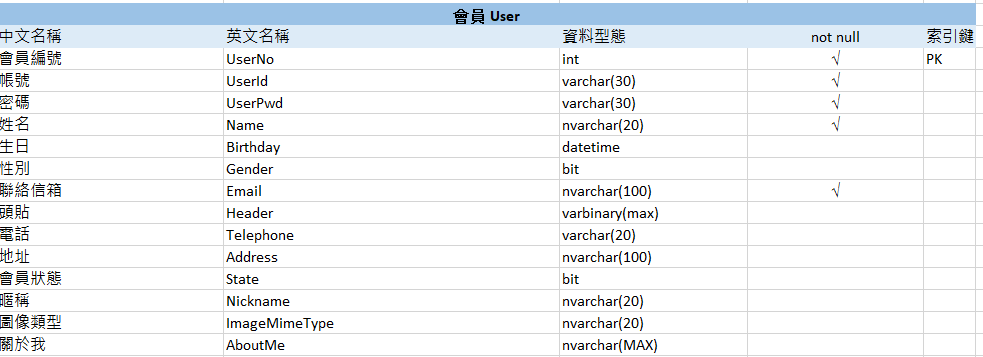 會員 User
中文名稱 英文名稱 資料型態 not null 索引鍵
會員編號 UserNo int √ PK
帳號 UserId varchar(30) √
密碼 UserPwd varchar(30) √
姓名 Name nvarchar(20) √
生日 Birthday datetime
性別 Gender bit
聯絡信箱 Email nvarchar(100) √
頭貼 Header varbinary(max)
電話 Telephone varchar(20)
地址 Address nvarchar(100)
會員狀態 State bit
暱稱 Nickname nvarchar(20)
圖像類型 ImageMimeType nvarchar(20)
關於我 AboutMe nvarchar(MAX)